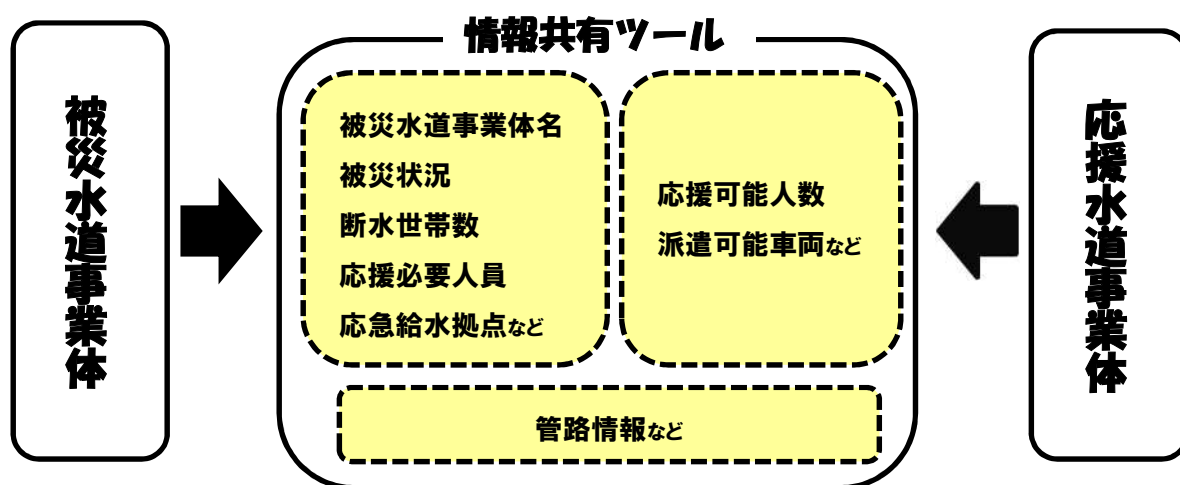 情報共有ツール
被災水道事業体
被災水道事業体名
被災状況
断水世帯数
応援必要人員
応急給水拠点など
応援可能人数
派遣可能車両など
管路情報など
応援水道事業体